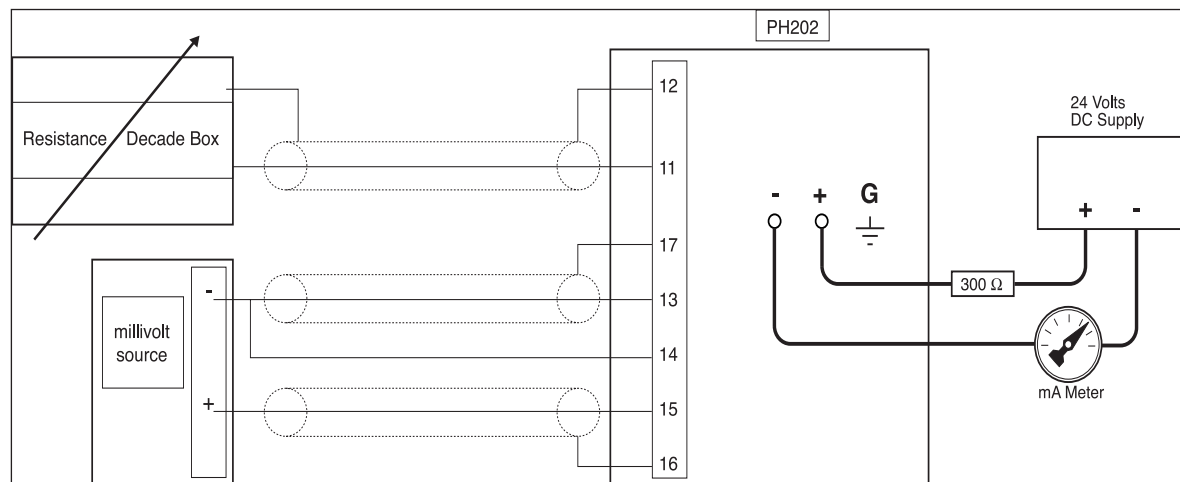 PH202
12
24 Volts
DC Supply
Resistance Decade Box
11
- + G
+ -
17
300 Ω
-
13
millivolt
source
14
mA Meter
+
15
16